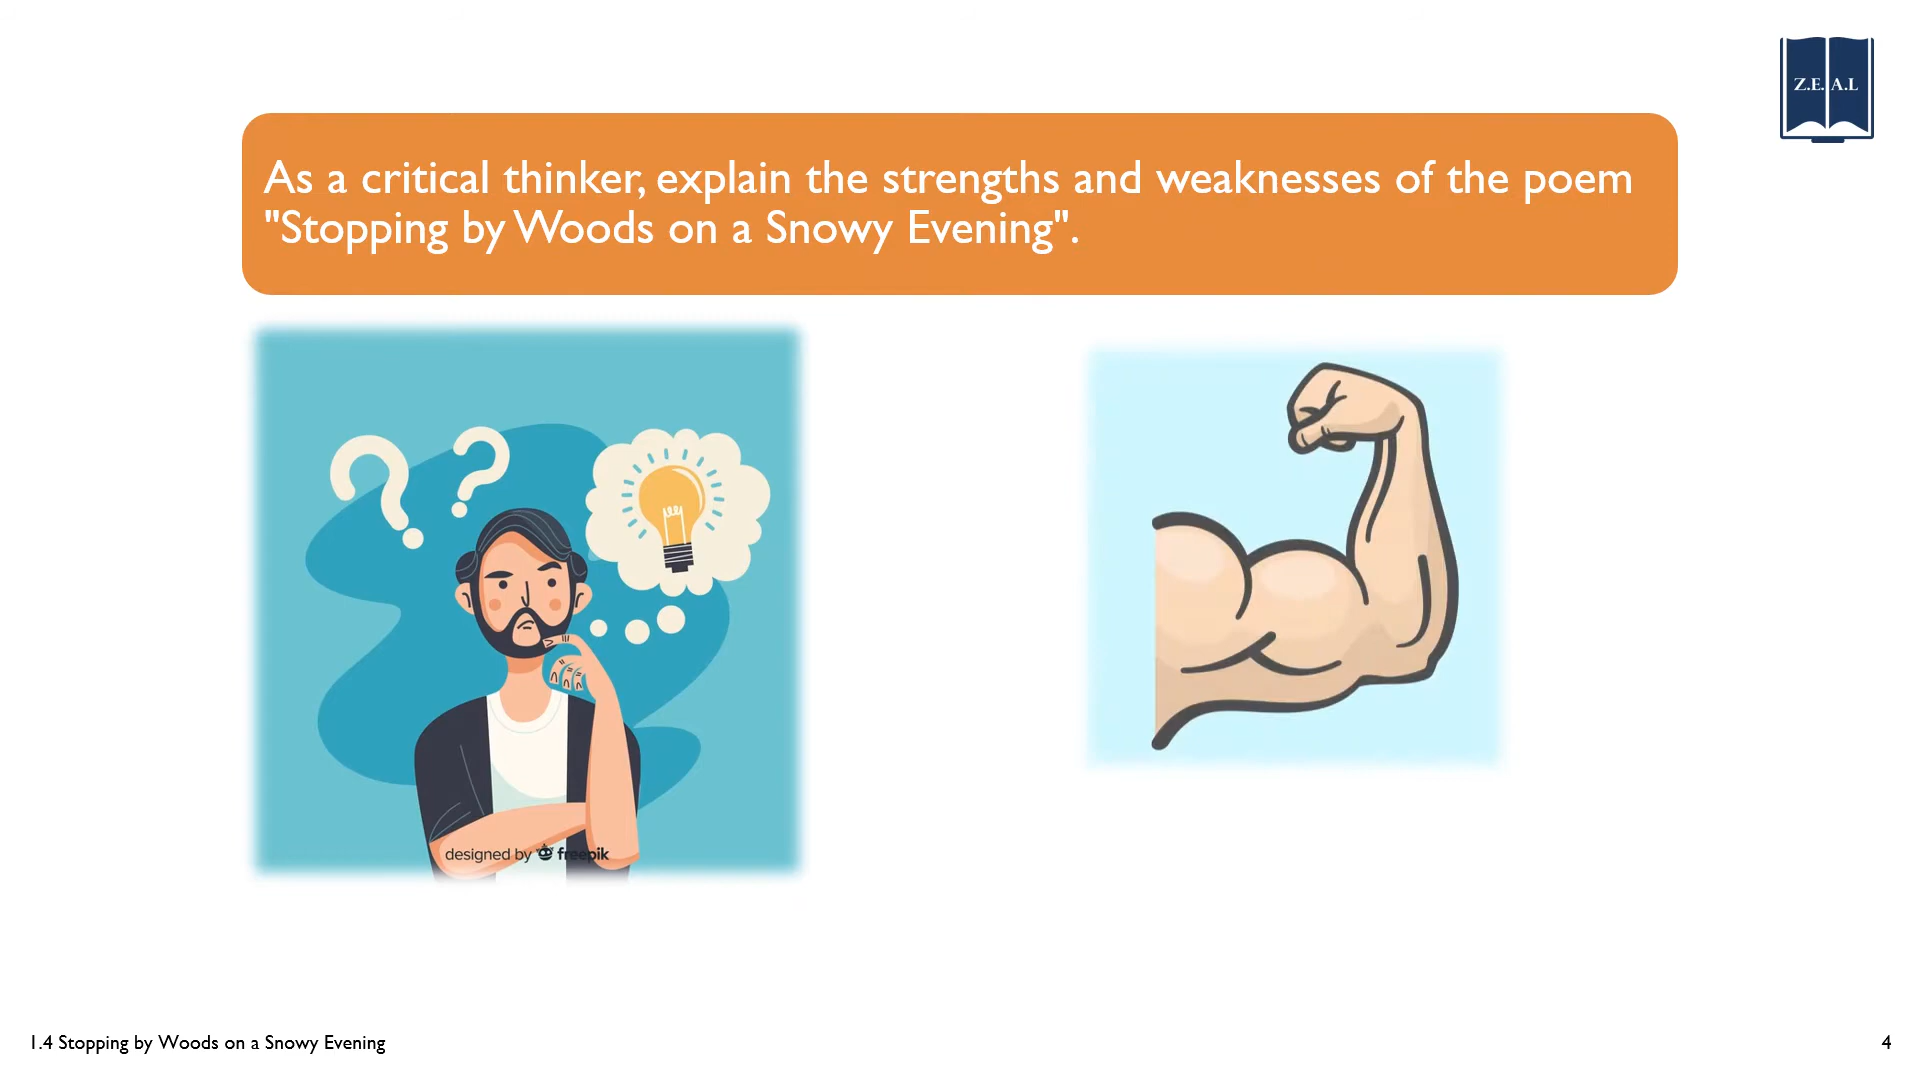 Z.E.A.L
As a critical thinker, explain the strengths and weaknesses of the poem
"Stopping by Woods on a Snowy Evening".
designed by freepik
1.4 Stopping by Woods on a Snowy Evening
4